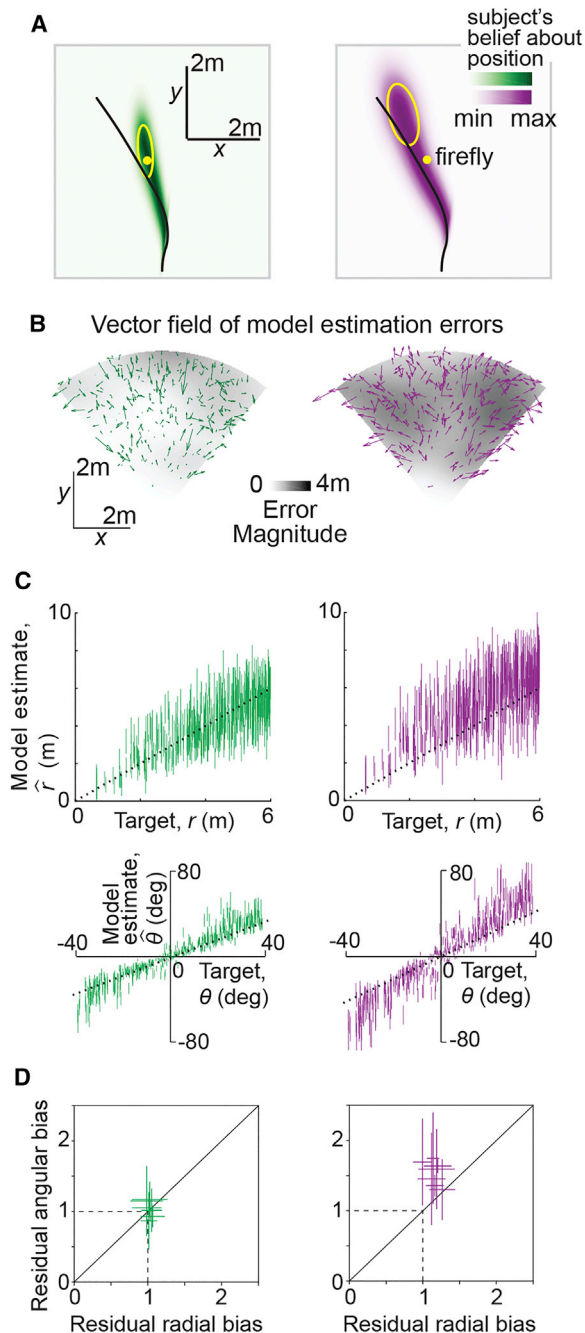 A
subject's
belief about
position
min max
2m
y
2m
x
firefly
B
Vector field of model estimation errors
2m
y
2m
x
0 4m
Error
Magnitude
C
10
Model estimate,
r̂ (m)
0
0 6
Target, r (m)
0
0 6
Target, r (m)
80
Model
estimate,
θ̂ (deg)
-40 40
0
Target,
θ (deg)
-80
80
-40 40
0
Target,
θ (deg)
-80
D
Residual angular bias
2
1
0
0 1 2
Residual radial bias
2
1
0
0 1 2
Residual radial bias